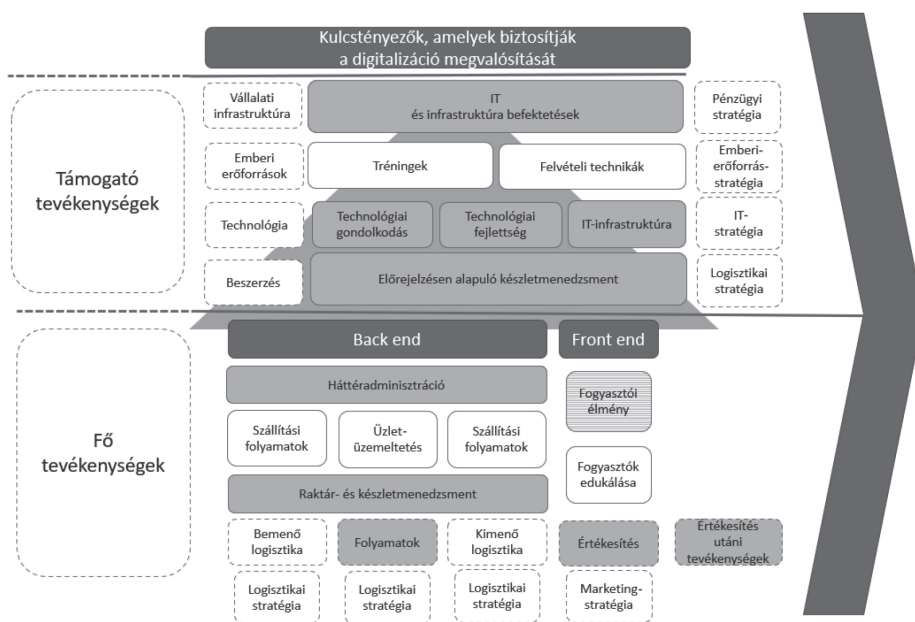 Kulcstényezők, amelyek biztosítják
a digitalizáció megvalósítását
Támogató
tevékenységek
Vállalati
infrastruktúra
IT
és infrastruktúra befektetések
Pénzügyi
stratégia
Emberi
erőforrások
Tréningek
Felvételi technikák
Emberi-
erőforrás-
stratégia
Technológia
Technológiai
gondolkodás
Technológiai
fejlettség
IT-infrastruktúra
IT-
stratégia
Beszerzés
Előrejelzésen alapuló készletmenedzsment
Logisztikai
stratégia
Fő
tevékenységek
Back end
Front end
Háttéradminisztráció
Fogyasztói
élmény
Szállítási
folyamatok
Üzlet-
üzemeltetés
Szállítási
folyamatok
Fogyasztók
edukálása
Raktár- és készletmenedzsment
Bemenő
logisztika
Folyamatok
Kimenő
logisztika
Értékesítés
Értékesítés
utáni
tevékenységek
Logisztikai
stratégia
Logisztikai
stratégia
Logisztikai
stratégia
Marketing-
stratégia